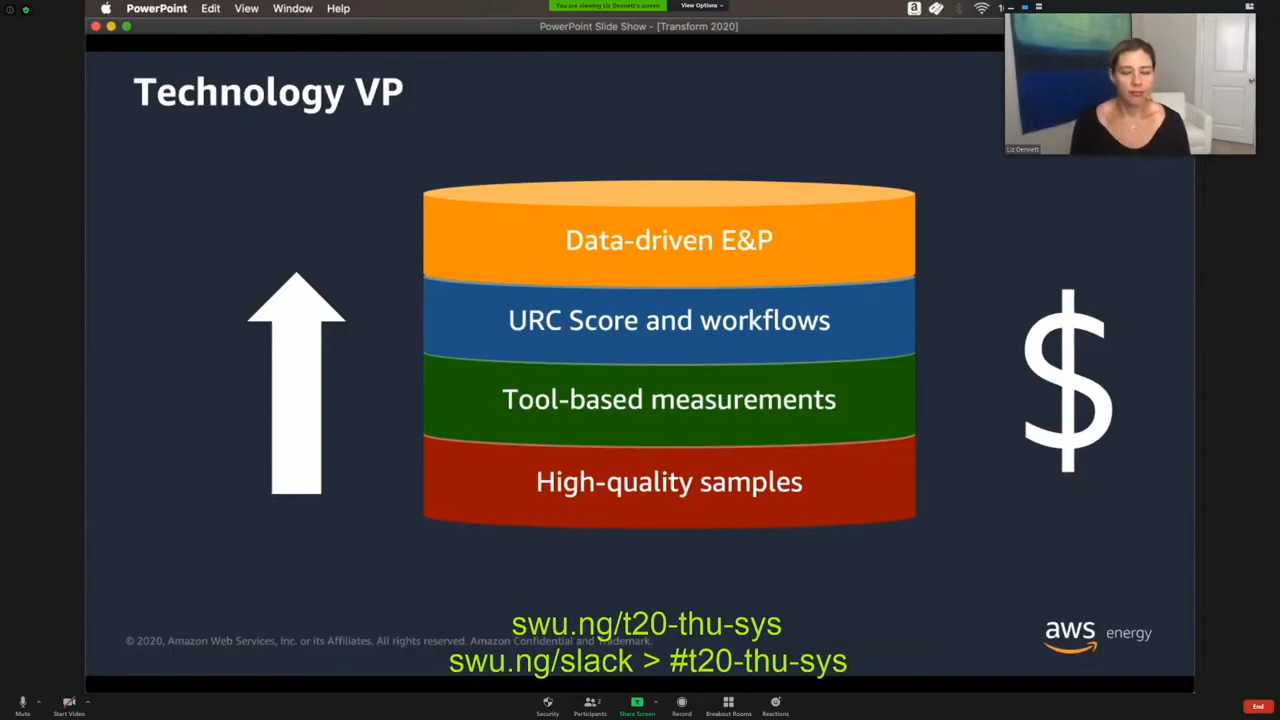 PowerPoint Edit View Window Help
You are viewing Liz Dennett's screen
View Options
PowerPoint Slide Show - [Transform 2020]
Technology VP
Liz Dennett
Data-driven E&P
URC Score and workflows
Tool-based measurements
High-quality samples
$
swu.ng/t20-thu-sys
© 2020, Amazon Web Services, Inc. or its Affiliates. All rights reserved. Amazon Confidential and Trademark.
swu.ng/slack > #t20-thu-sys
aws energy
Mute
Start Video
Security
Participants 2
Share Screen
Record
Breakout Rooms
Reactions
End